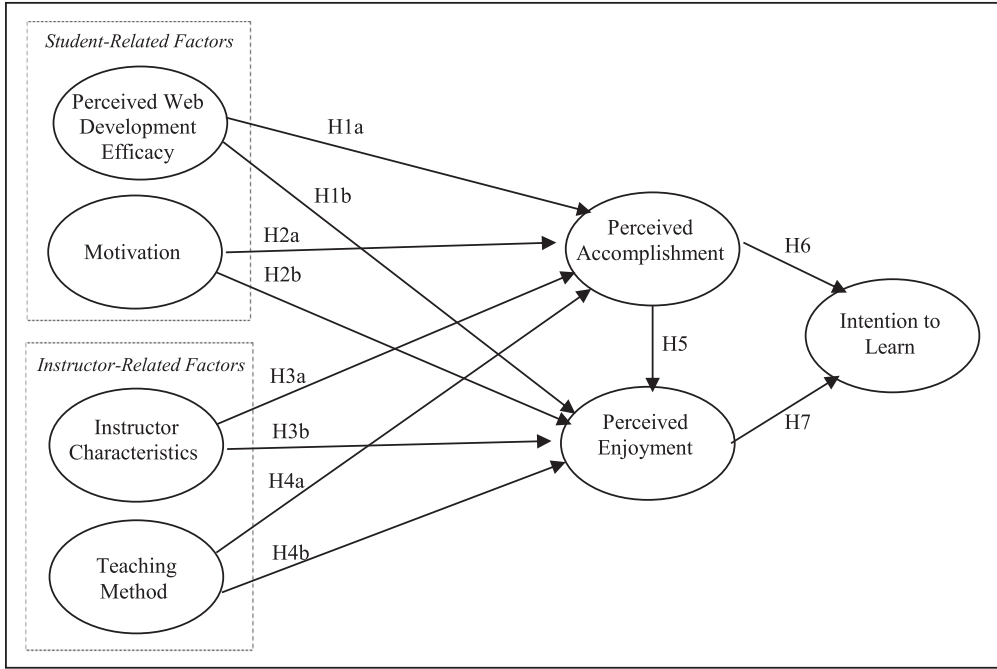 Student-Related Factors
Perceived Web
Development
Efficacy
Motivation
Instructor-Related Factors
Instructor
Characteristics
Teaching
Method
H1a
H1b
H2a
H2b
H3a
H3b
H4a
H4b
Perceived
Accomplishment
H5
Perceived
Enjoyment
H6
H7
Intention to
Learn